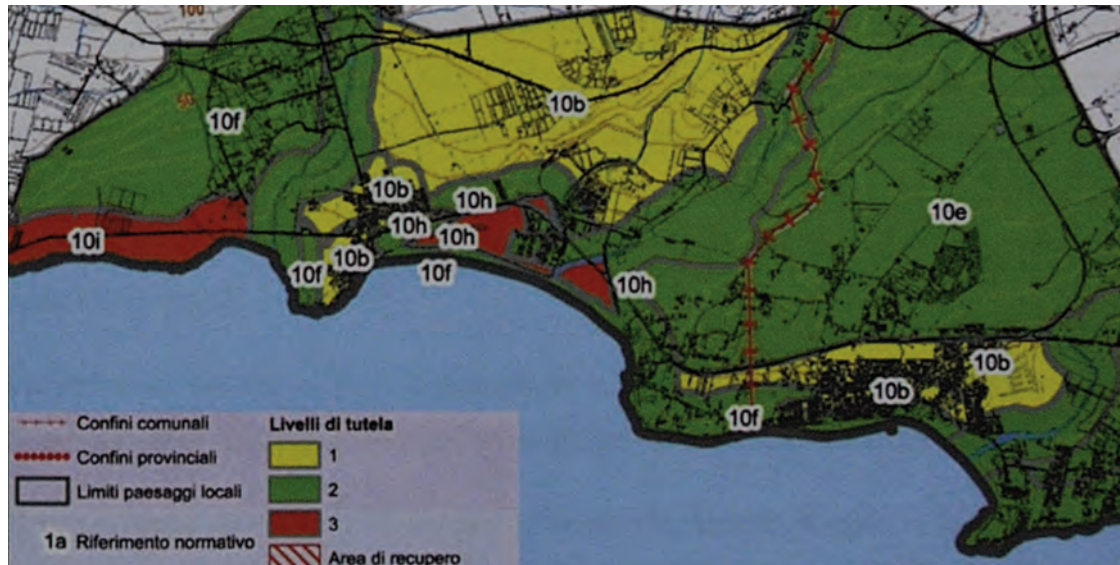 100
50
10f
10b
10b
10h
10h
10h
10e
10i
10b
10f
10f
10h
10b
10b
10f
Confini comunali
Confini provinciali
Limiti paesaggi locali
1a Riferimento normativo
Livelli di tutela
1
2
3
Area di recupero